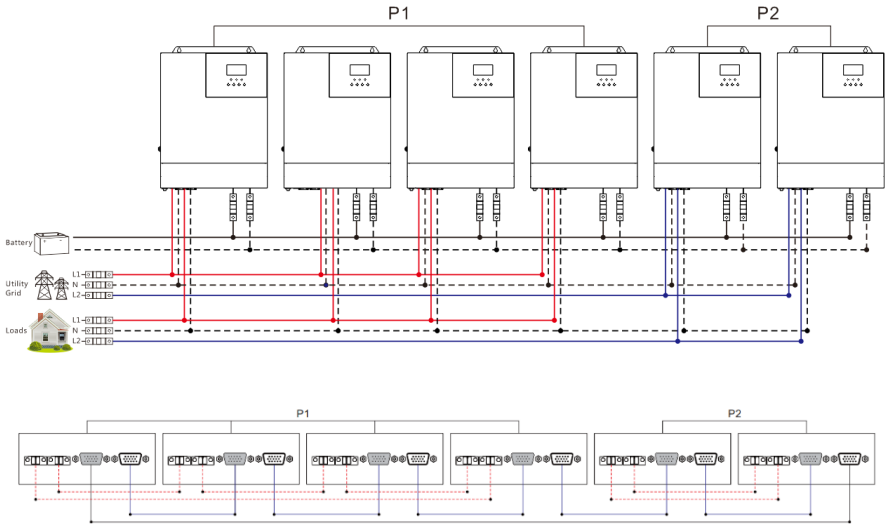 P1 P2
Battery
Utility
Grid
L1
N
L2
Loads
L1
N
L2
P1 P2